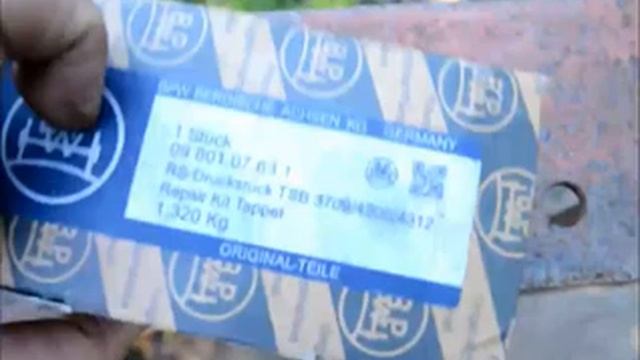 BPW BERGISCHE ACHSEN KG GERMANY
1 Stück
09.801.07.63.1
RS-Druckstück TSB 3709/4309/4312
Repair Kit Tappet
1,320 Kg
ORIGINAL-TEILE